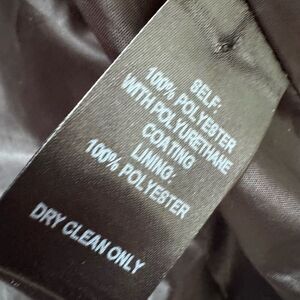 SELF:
100% POLYESTER
WITH POLYURETHANE
COATING
LINING:
100% POLYESTER
DRY CLEAN ONLY